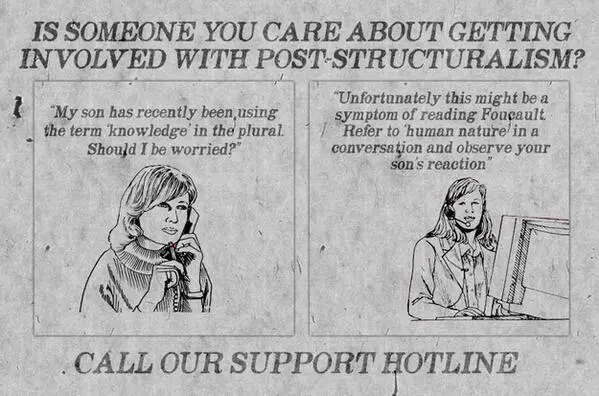 IS SOMEONE YOU CARE ABOUT GETTING
INVOLVED WITH POST-STRUCTURALISM?
"My son has recently been using
the term 'knowledge' in the plural.
Should I be worried?"
"Unfortunately this might be a
symptom of reading Foucault.
Refer to 'human nature' in a
conversation and observe your
son's reaction"
CALL OUR SUPPORT HOTLINE